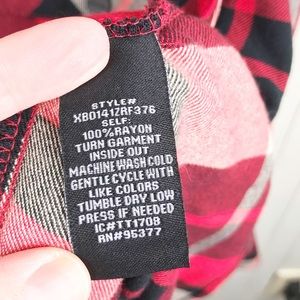 STYLE#
XB0141ZRF376
SELF:
100%RAYON
TURN GARMENT
INSIDE OUT
MACHINE WASH COLD
GENTLE CYCLE WITH
LIKE COLORS
TUMBLE DRY LOW
PRESS IF NEEDED
IC#TT1708
RN#95377